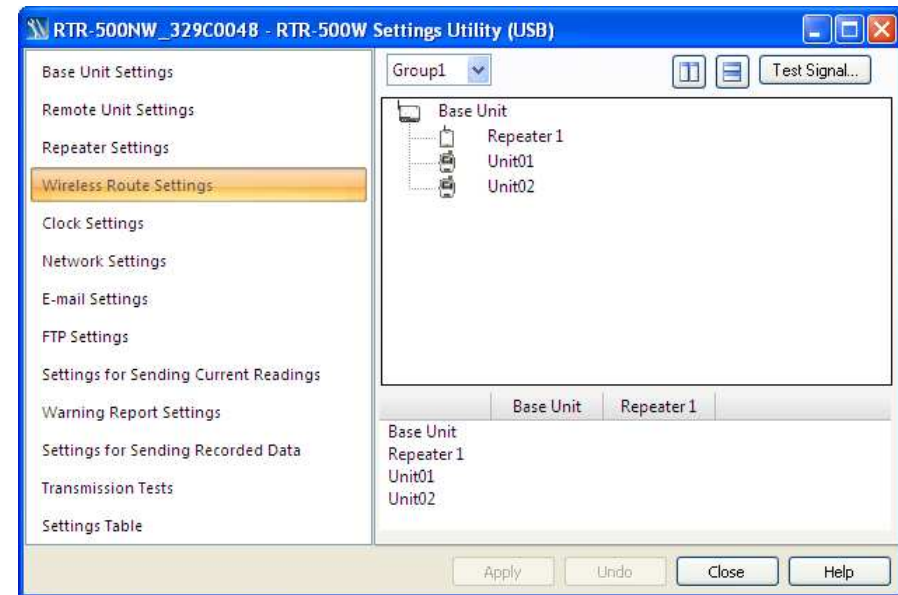 RTR-500NW_329C0048 - RTR-500W Settings Utility (USB)
Base Unit Settings
Remote Unit Settings
Repeater Settings
Wireless Route Settings
Clock Settings
Network Settings
E-mail Settings
FTP Settings
Settings for Sending Current Readings
Warning Report Settings
Settings for Sending Recorded Data
Transmission Tests
Settings Table
Group1
Test Signal...
Base Unit
Repeater 1
Unit01
Unit02
Base Unit Repeater 1
Base Unit
Repeater 1
Unit01
Unit02
Apply Undo Close Help